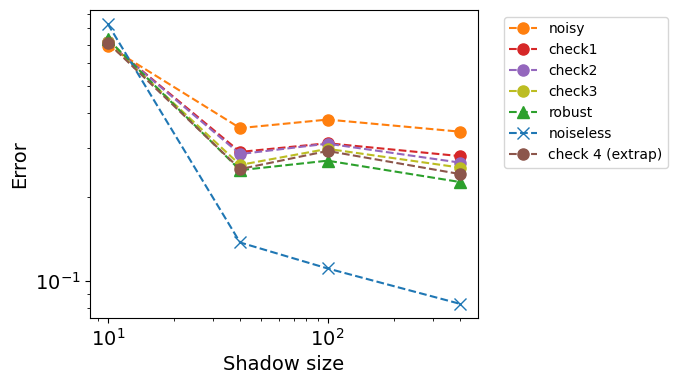 noisy
check1
check2
check3
robust
noiseless
check 4 (extrap)
Error
10⁻¹
10¹
10²
Shadow size